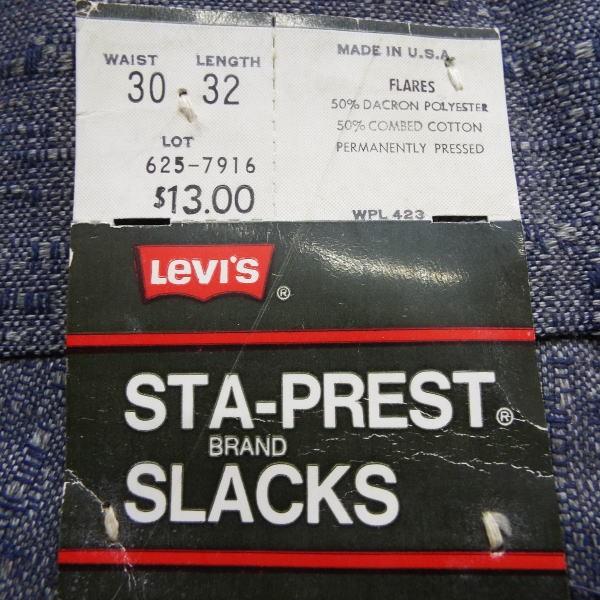 WAIST LENGTH
30 32
LOT
625-7916
$13.00
MADE IN U.S.A.
FLARES
50% DACRON POLYESTER
50% COMBED COTTON
PERMANENTLY PRESSED
WPL 423
Levi's ®
STA-PREST®
BRAND
SLACKS